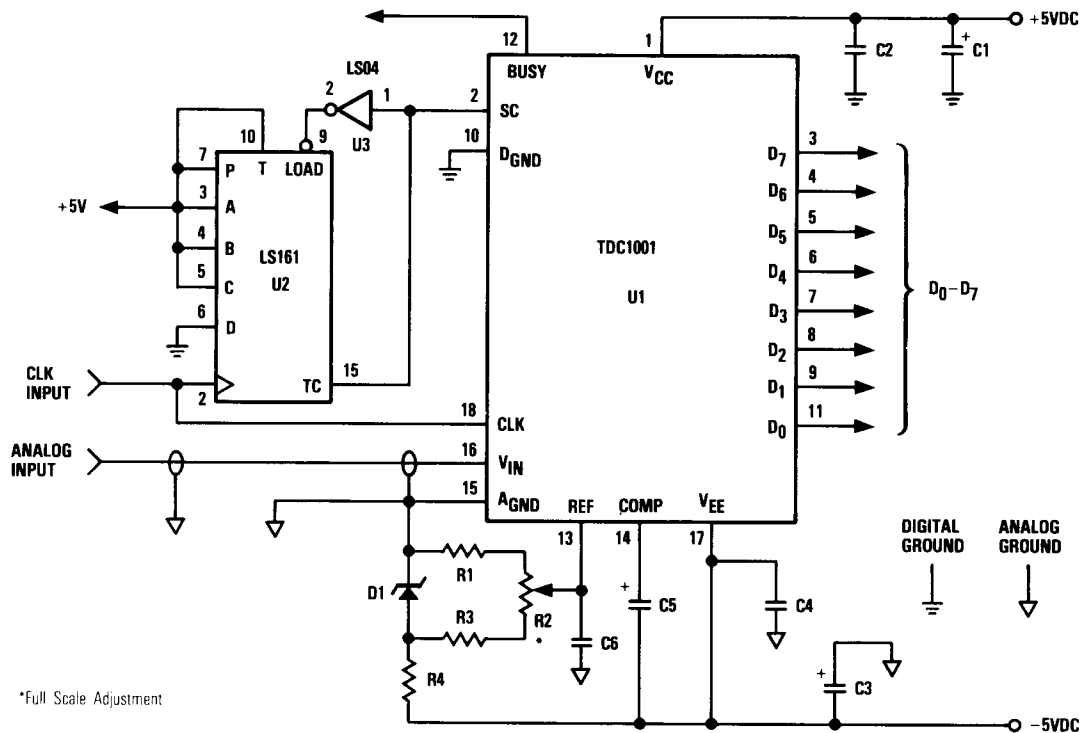 +5VDC
12
1
C2
+
C1
BUSY
VCC
LS04
2
1
U3
2
SC
10
DGND
10
9
T
LOAD
7
P
3
A
+5V
4
B
5
C
6
D
LS161
U2
TC
15
CLK
INPUT
2
18
CLK
ANALOG
INPUT
16
VIN
15
AGND
TDC1001
U1
D7
3
D6
4
D5
5
D4
6
D3
7
D2
8
D1
9
D0
11
D0–D7
REF
COMP
VEE
13
14
17
DIGITAL
GROUND
ANALOG
GROUND
D1
R1
R3
R2
*
R4
C6
+
C5
C4
+
C3
*Full Scale Adjustment
−5VDC